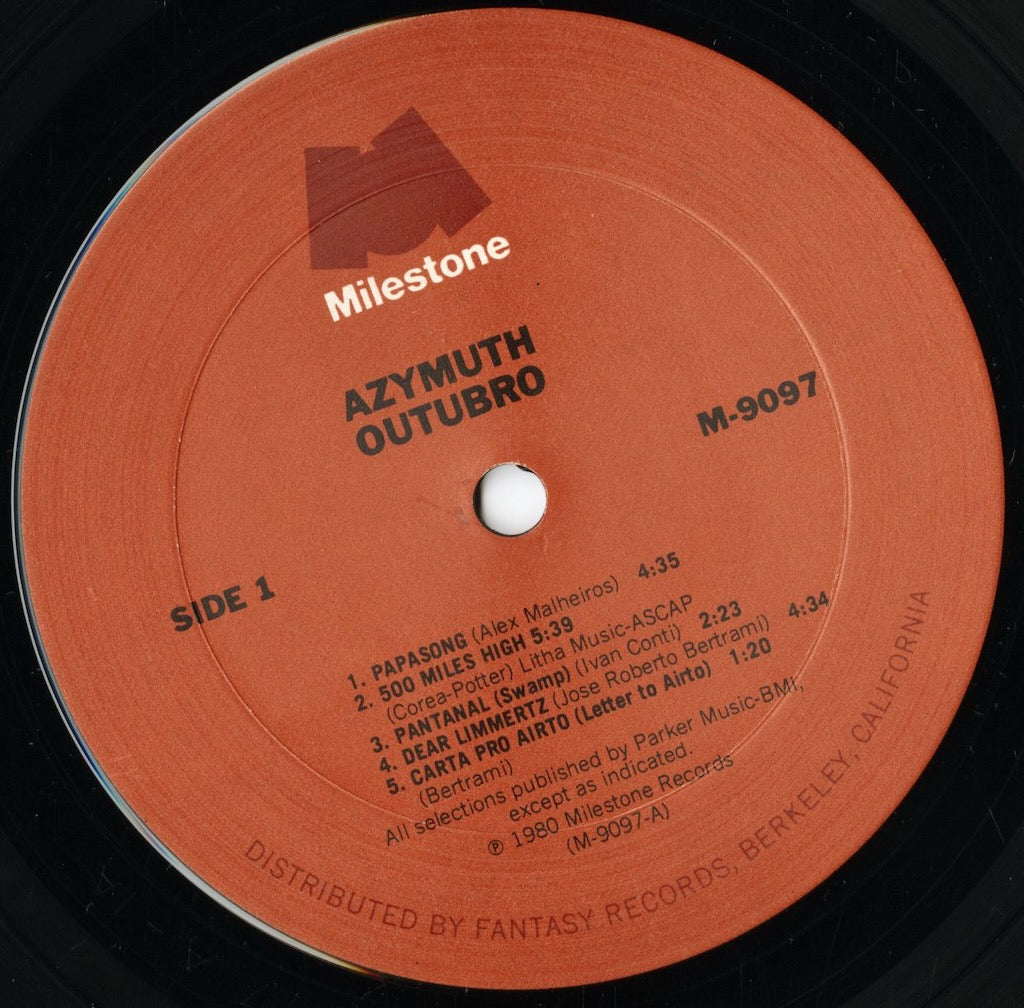 Milestone
AZYMUTH
OUTUBRO
M-9097
SIDE 1
1. PAPASONG (Alex Malheiros) 4:35
2. 500 MILES HIGH 5:39
(Corea-Potter) Litha Music-ASCAP
3. PANTANAL (Swamp) (Ivan Conti) 2:23
4. DEAR LIMMERTZ (Jose Roberto Bertrami) 4:34
5. CARTA PRO AIRTO (Letter to Airto) 1:20
(Bertrami)
All selections published by Parker Music-BMI,
except as indicated.
℗ 1980 Milestone Records
(M-9097-A)
DISTRIBUTED BY FANTASY RECORDS, BERKELEY, CALIFORNIA